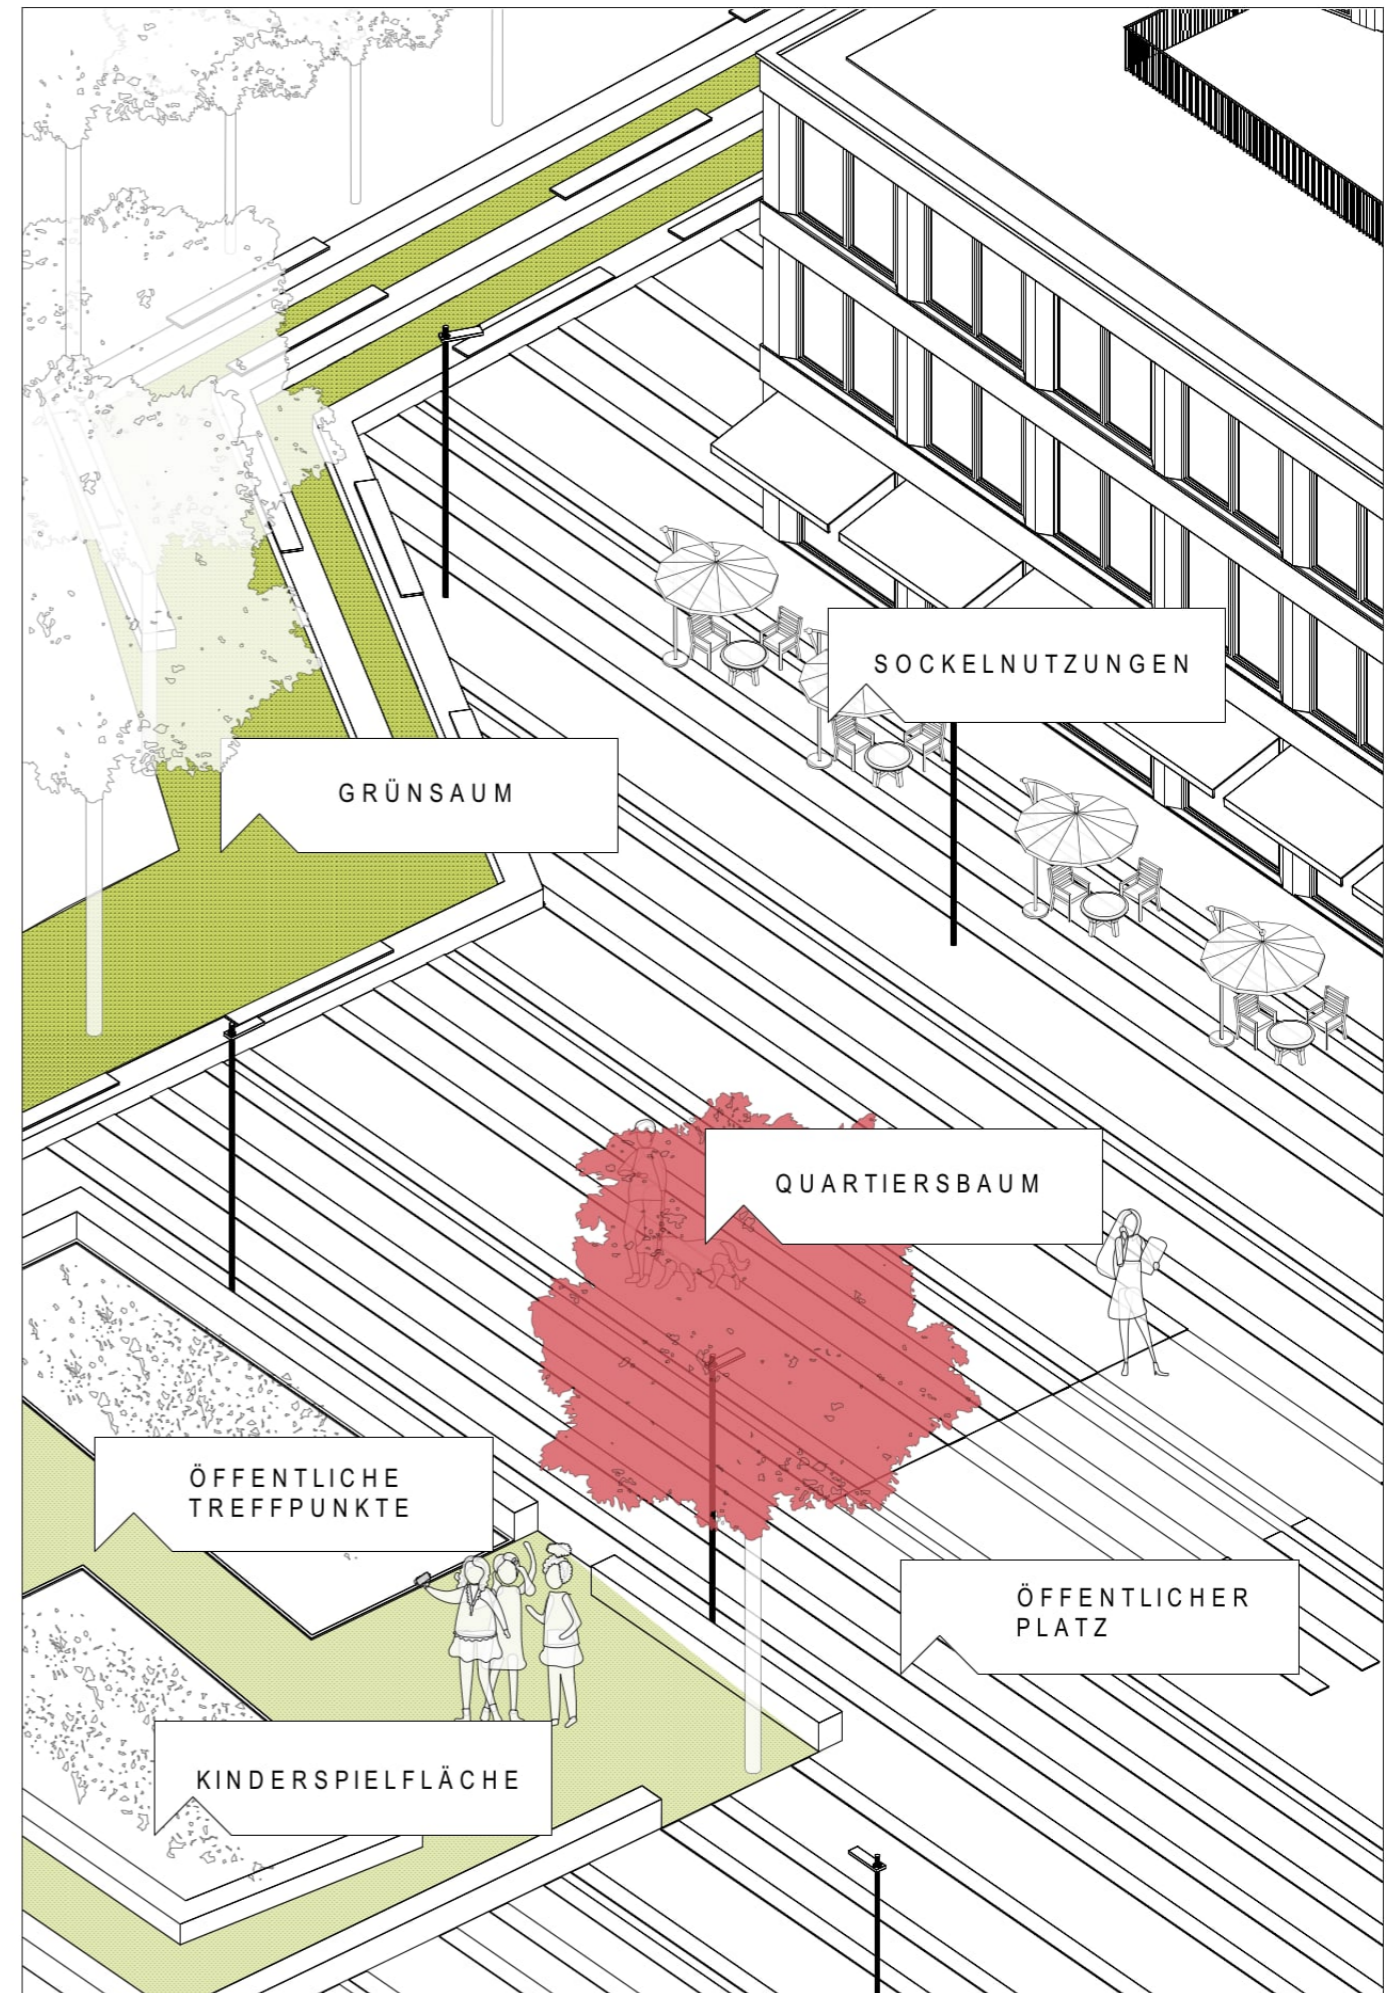 SOCKELNUTZUNGEN
GRÜNSAUM
QUARTIERSBAUM
ÖFFENTLICHE
TREFFPUNKTE
ÖFFENTLICHER
PLATZ
KINDERSPIELFLÄCHE